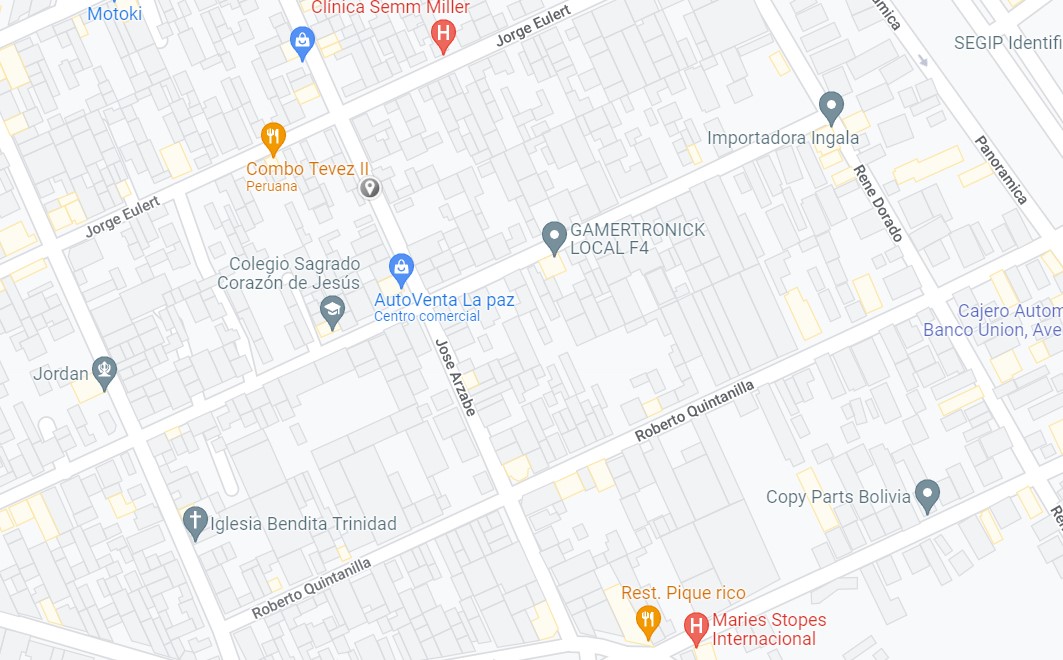 Motoki
Clínica Semm Miller
Jorge Eulert
SEGIP Identifi
Importadora Ingala
Panoramica
Combo Tevez II
Peruana
Rene Dorado
Jorge Eulert
GAMERTRONICK
LOCAL F4
Colegio Sagrado
Corazón de Jesús
AutoVenta La paz
Centro comercial
Cajero Autom
Banco Union, Ave
Jordan
Jose Arzabe
Roberto Quintanilla
Copy Parts Bolivia
Iglesia Bendita Trinidad
Roberto Quintanilla
Rest. Pique rico
Maries Stopes
Internacional